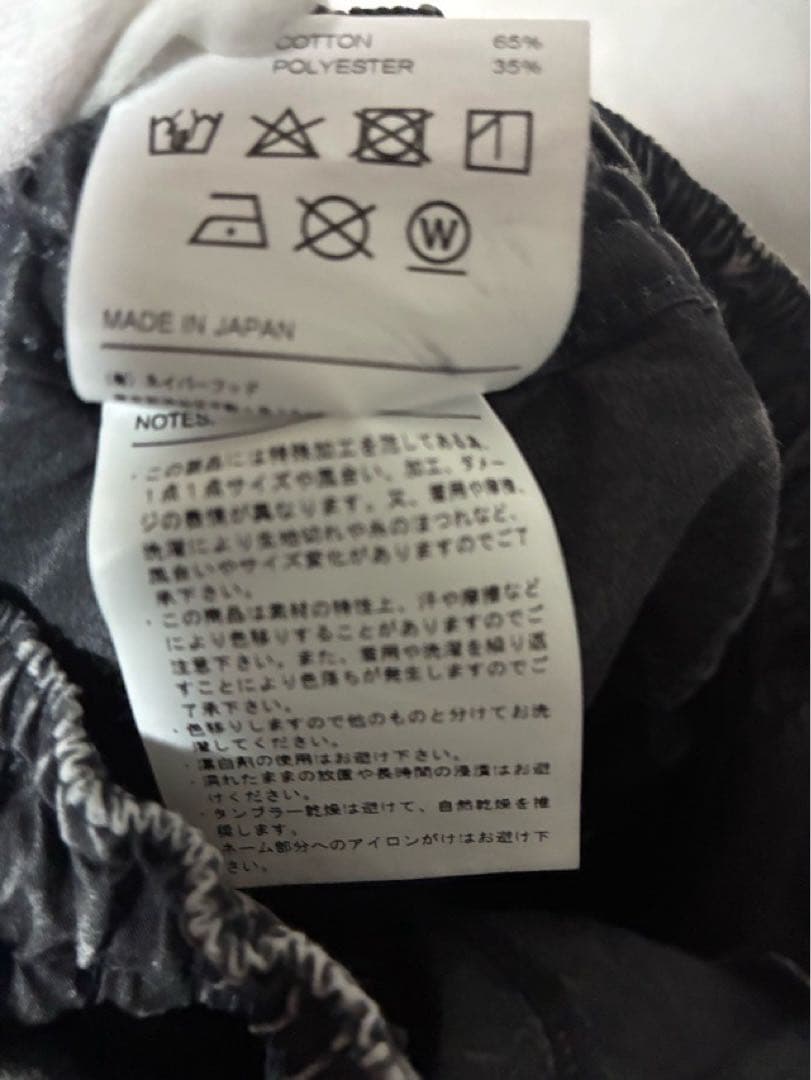 COTTON 65%
POLYESTER 35%
W
MADE IN JAPAN
(有) ネイバーフッド
NOTES:
・この商品には特殊加工を施してある為、
1点1点サイズや風合い、加工、ダメー
ジの表情が異なります。又、着用や摩擦、
洗濯により生地切れや糸のほつれなど、
風合いやサイズ変化がありますのでご了
承下さい。
・この商品は素材の特性上、汗や摩擦など
により色移りすることがありますのでご
注意下さい。また、着用や洗濯を繰り返
すことにより色落ちが発生しますのでご
了承下さい。
・色移りしますので他のものと分けてお洗
濯してください。
・漂白剤の使用はお避け下さい。
・濡れたままの放置や長時間の浸漬はお避
けください。
・タンブラー乾燥は避けて、自然乾燥を推
奨します。
ネーム部分へのアイロンがけはお避け下
さい。